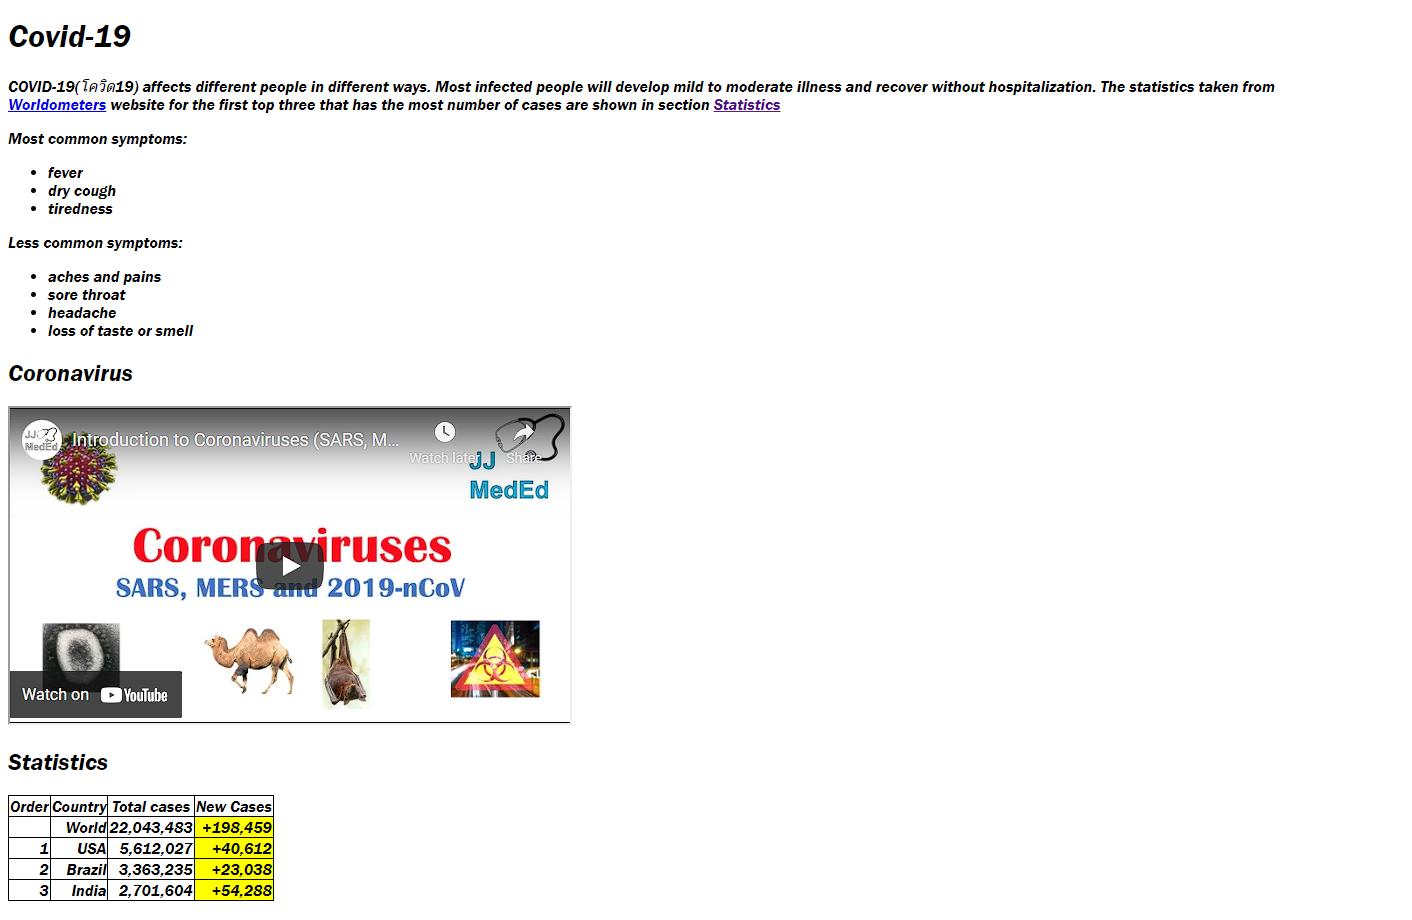 Covid-19
COVID-19(โควิด19) affects different people in different ways. Most infected people will develop mild to moderate illness and recover without hospitalization. The statistics taken from
Worldometers website for the first top three that has the most number of cases are shown in section Statistics
Most common symptoms:
fever
dry cough
tiredness
Less common symptoms:
aches and pains
sore throat
headache
loss of taste or smell
Coronavirus
JJ MedEd
Introduction to Coronaviruses (SARS, M...
Watch later
Share
JJ
MedEd
Coronaviruses
SARS, MERS and 2019-nCoV
Watch on YouTube
Statistics
Order Country Total cases New Cases
World 22,043,483 +198,459
1 USA 5,612,027 +40,612
2 Brazil 3,363,235 +23,038
3 India 2,701,604 +54,288